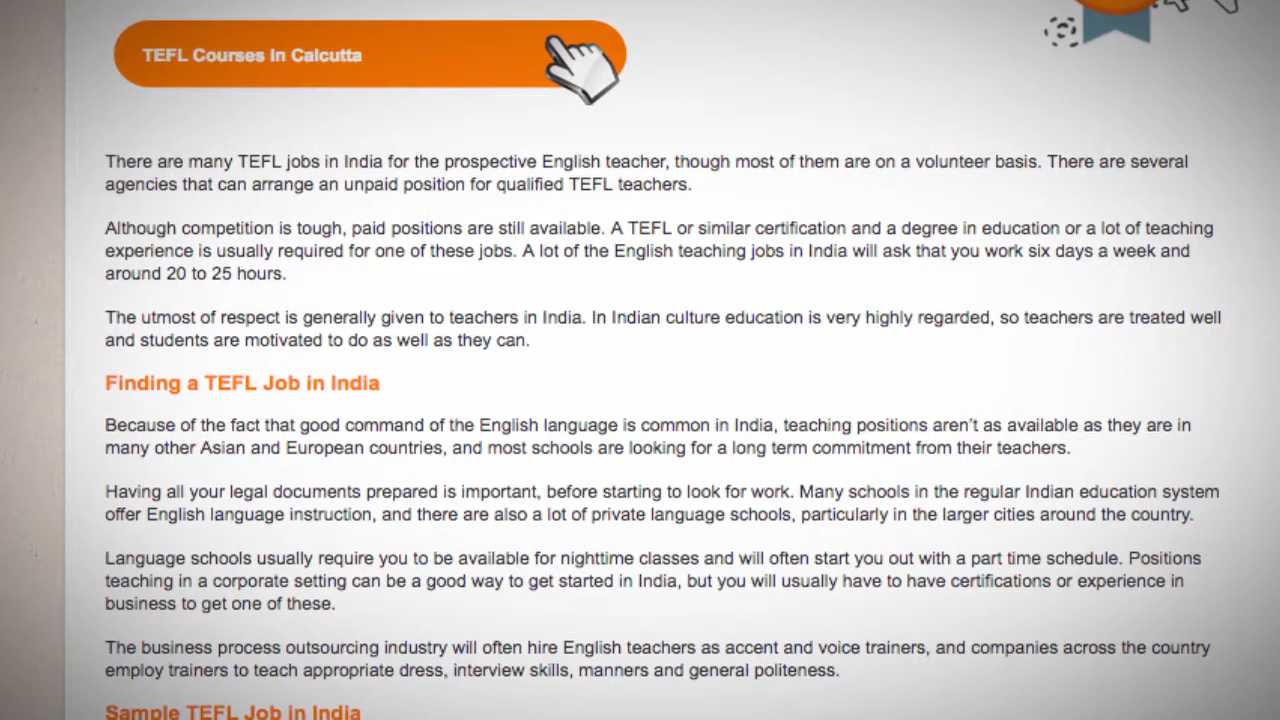 TEFL Courses In Calcutta
There are many TEFL jobs in India for the prospective English teacher, though most of them are on a volunteer basis. There are several
agencies that can arrange an unpaid position for qualified TEFL teachers.
Although competition is tough, paid positions are still available. A TEFL or similar certification and a degree in education or a lot of teaching
experience is usually required for one of these jobs. A lot of the English teaching jobs in India will ask that you work six days a week and
around 20 to 25 hours.
The utmost of respect is generally given to teachers in India. In Indian culture education is very highly regarded, so teachers are treated well
and students are motivated to do as well as they can.
Finding a TEFL Job in India
Because of the fact that good command of the English language is common in India, teaching positions aren't as available as they are in
many other Asian and European countries, and most schools are looking for a long term commitment from their teachers.
Having all your legal documents prepared is important, before starting to look for work. Many schools in the regular Indian education system
offer English language instruction, and there are also a lot of private language schools, particularly in the larger cities around the country.
Language schools usually require you to be available for nighttime classes and will often start you out with a part time schedule. Positions
teaching in a corporate setting can be a good way to get started in India, but you will usually have to have certifications or experience in
business to get one of these.
The business process outsourcing industry will often hire English teachers as accent and voice trainers, and companies across the country
employ trainers to teach appropriate dress, interview skills, manners and general politeness.
Sample TEFL Job in India